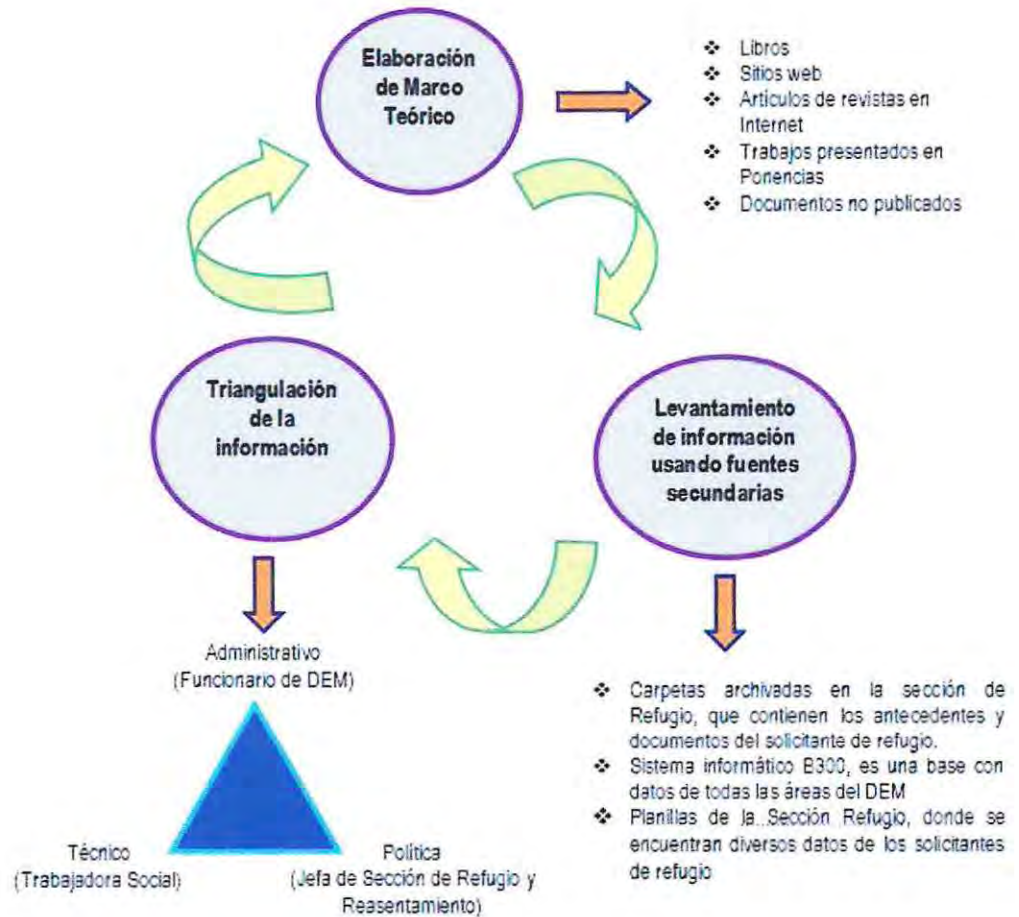 Elaboración
de Marco
Teórico
❖ Libros
❖ Sitios web
❖ Artículos de revistas en
Internet
❖ Trabajos presentados en
Ponencias
❖ Documentos no publicados
Triangulación
de la
información
Levantamiento
de información
usando fuentes
secundarias
Administrativo
(Funcionario de DEM)
Técnico
(Trabajadora Social)
Política
(Jefa de Sección de Refugio y
Reasentamiento)
❖ Carpetas archivadas en la sección de
Refugio, que contienen los antecedentes y
documentos del solicitante de refugio.
❖ Sistema informático B300, es una base con
datos de todas las áreas del DEM
❖ Planillas de la Sección Refugio, donde se
encuentran diversos datos de los solicitantes
de refugio